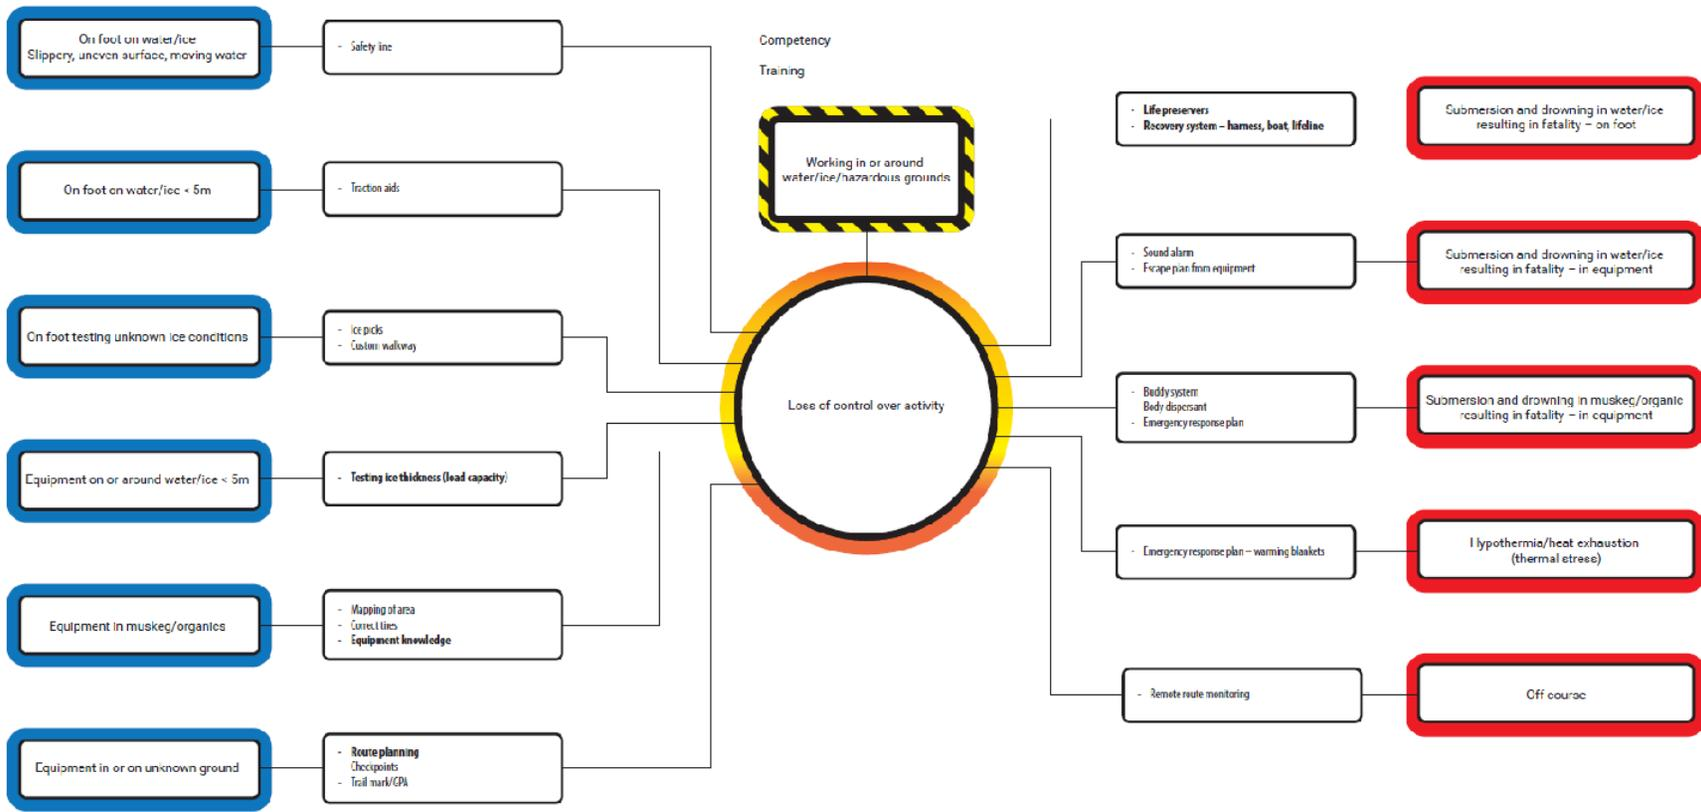 On foot on water/ice
Slippery, uneven surface, moving water
- Safety line
On foot on water/ice < 5m
- Traction aids
On foot testing unknown ice conditions
- Ice picks
- Custom walkway
Equipment on or around water/ice < 5m
- Testing ice thickness (load capacity)
Equipment in muskeg/organics
- Mapping of area
- Correct tires
- Equipment knowledge
Equipment in or on unknown ground
- Route planning
Checkpoints
- Trail mark/GPA
Competency
Training
Working in or around
water/ice/hazardous grounds
Loss of control over activity
- Life preservers
- Recovery system – harness, boat, lifeline
Submersion and drowning in water/ice
resulting in fatality – on foot
- Sound alarm
- Escape plan from equipment
Submersion and drowning in water/ice
resulting in fatality – in equipment
- Buddy system
Body dispersant
- Emergency response plan
Submersion and drowning in muskeg/organic
resulting in fatality – in equipment
- Emergency response plan – warming blankets
Hypothermia/heat exhaustion
(thermal stress)
- Remote route monitoring
Off course